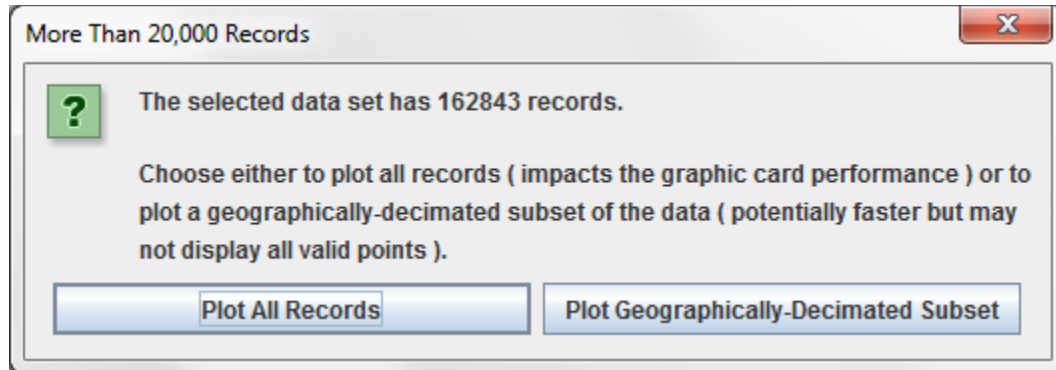 More Than 20,000 Records
The selected data set has 162843 records.
Choose either to plot all records ( impacts the graphic card performance ) or to
plot a geographically-decimated subset of the data ( potentially faster but may
not display all valid points ).
Plot All Records
Plot Geographically-Decimated Subset